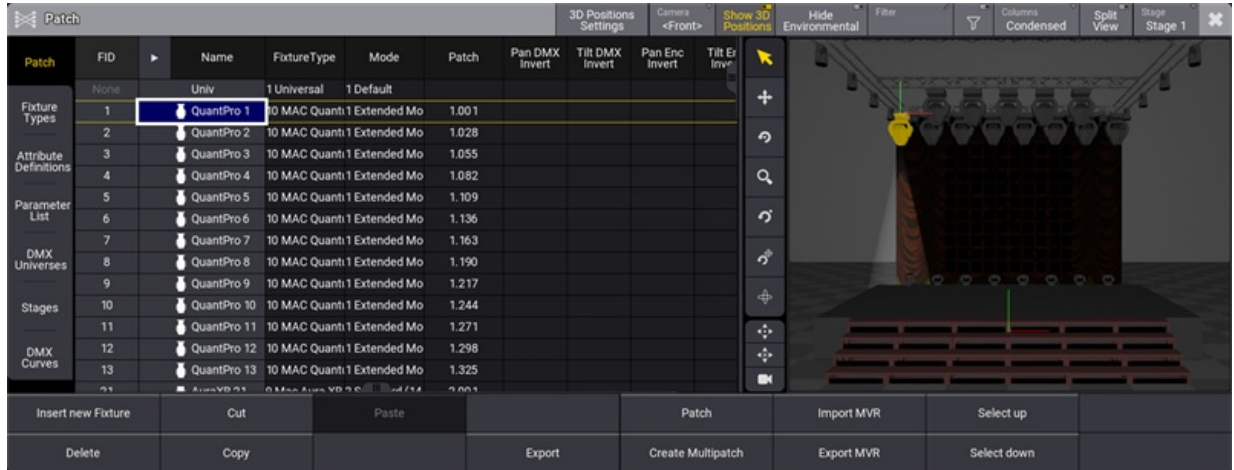 Patch
3D Positions Settings
Camera <Front>
Show 3D Positions
Hide Environmental
Filter
Columns Condensed
Split View
Stage Stage 1
Patch
Fixture Types
Attribute Definitions
Parameter List
DMX Universes
Stages
DMX Curves
FID Name FixtureType Mode Patch Pan DMX Invert Tilt DMX Invert Pan Enc Invert
None Univ 1 Universal 1 Default
1 QuantPro 1 10 MAC Quant 1 Extended Mo 1.001
2 QuantPro 2 10 MAC Quant 1 Extended Mo 1.028
3 QuantPro 3 10 MAC Quant 1 Extended Mo 1.055
4 QuantPro 4 10 MAC Quant 1 Extended Mo 1.082
5 QuantPro 5 10 MAC Quant 1 Extended Mo 1.109
6 QuantPro 6 10 MAC Quant 1 Extended Mo 1.136
7 QuantPro 7 10 MAC Quant 1 Extended Mo 1.163
8 QuantPro 8 10 MAC Quant 1 Extended Mo 1.190
9 QuantPro 9 10 MAC Quant 1 Extended Mo 1.217
10 QuantPro 10 10 MAC Quant 1 Extended Mo 1.244
11 QuantPro 11 10 MAC Quant 1 Extended Mo 1.271
12 QuantPro 12 10 MAC Quant 1 Extended Mo 1.298
13 QuantPro 13 10 MAC Quant 1 Extended Mo 1.325
Insert new Fixture Cut Paste Patch Import MVR Select up
Delete Copy Export Create Multipatch Export MVR Select down